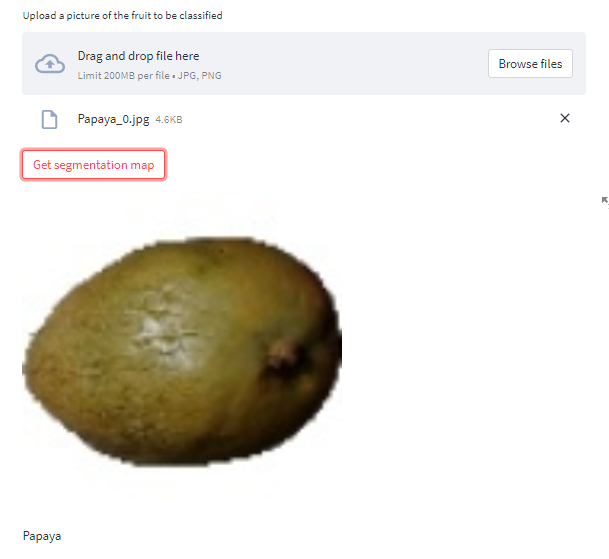 Upload a picture of the fruit to be classified
Drag and drop file here
Limit 200MB per file • JPG, PNG
Browse files
Papaya_0.jpg 4.6KB
Get segmentation map
Papaya